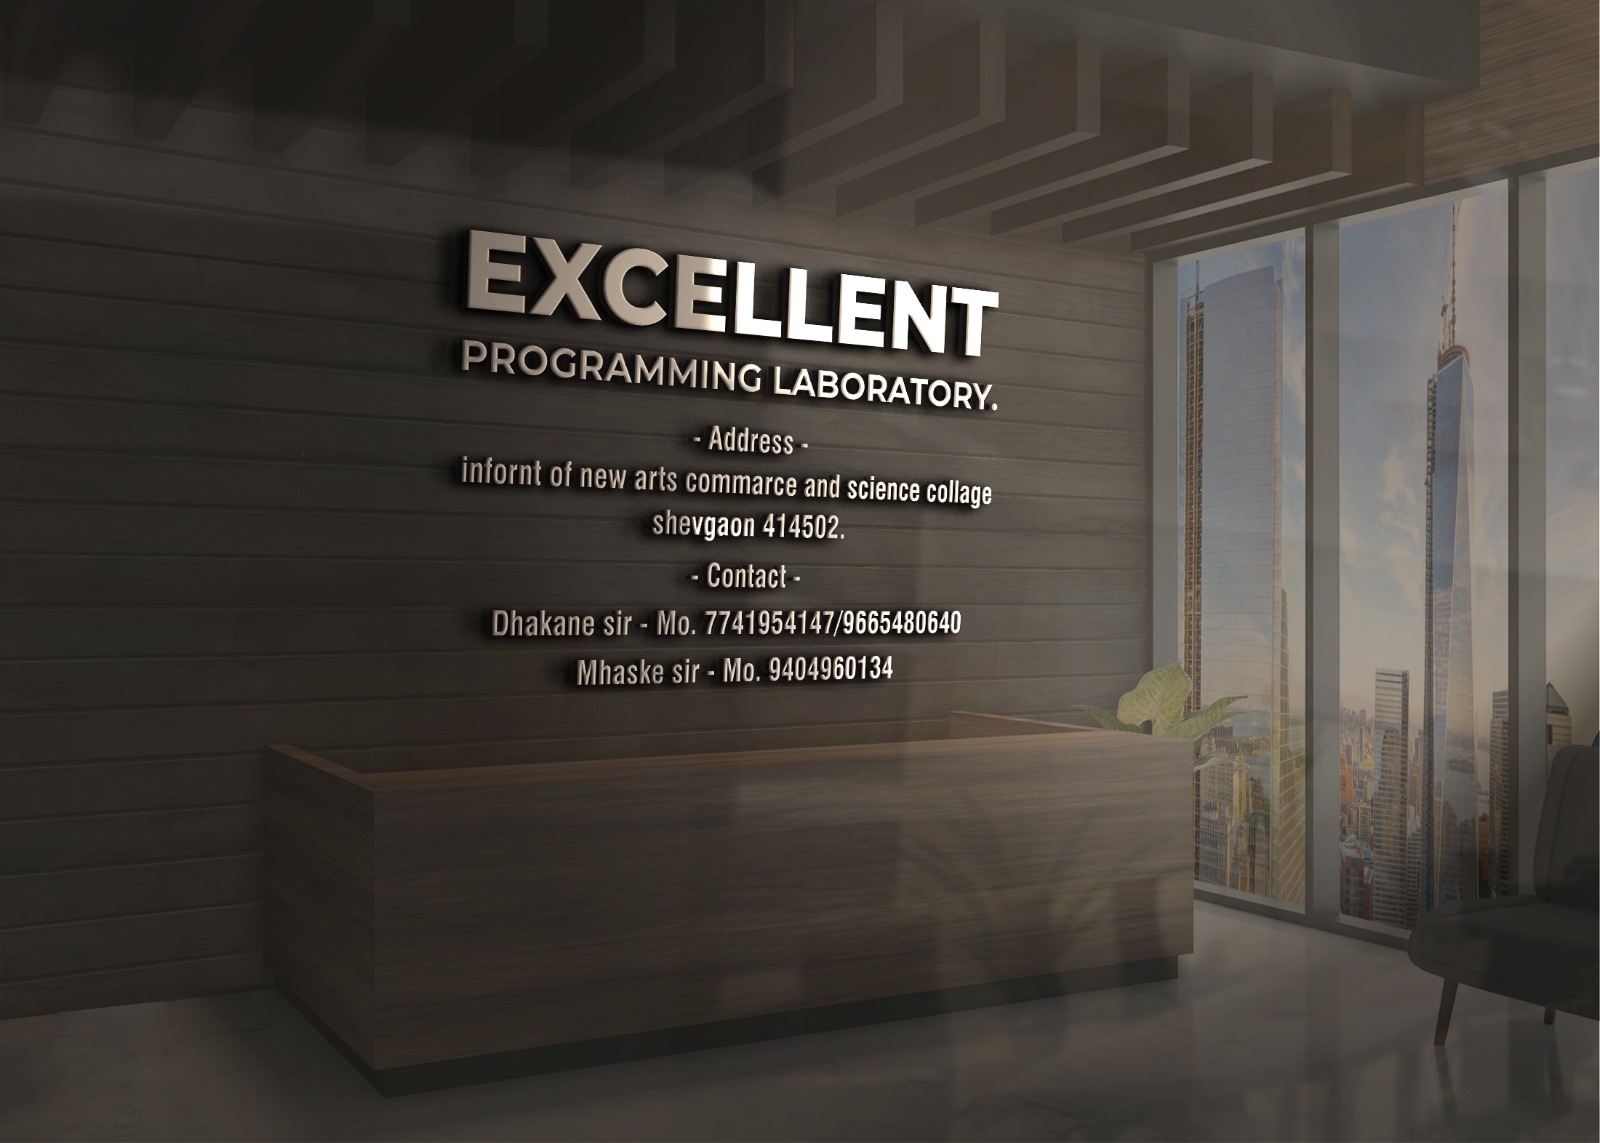 EXCELLENT
PROGRAMMING LABORATORY.
- Address -
infornt of new arts commarce and science collage
shevgaon 414502.
- Contact -
Dhakane sir - Mo. 7741954147/9665480640
Mhaske sir - Mo. 9404960134